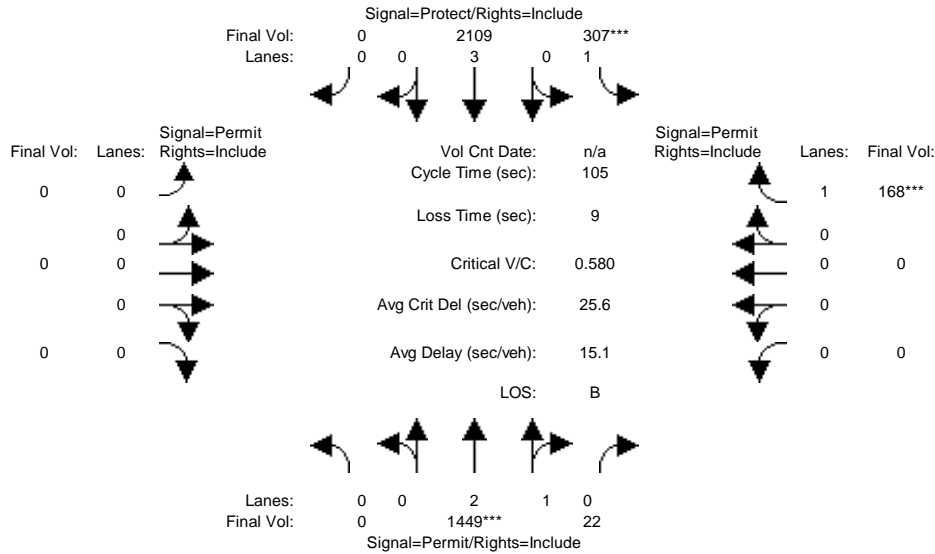 Signal=Protect/Rights=Include
Final Vol: 0 2109 307***
Lanes: 0 0 3 0 1
Signal=Permit
Final Vol: Lanes: Rights=Include
Vol Cnt Date: n/a
Signal=Permit
Rights=Include Lanes: Final Vol:
Cycle Time (sec): 105
0 0
1 168***
Loss Time (sec): 9
0
0
0 0
Critical V/C: 0.580
0 0
0
Avg Crit Del (sec/veh): 25.6
0
0 0
Avg Delay (sec/veh): 15.1
0 0
LOS: B
Lanes: 0 0 2 1 0
Final Vol: 0 1449*** 22
Signal=Permit/Rights=Include